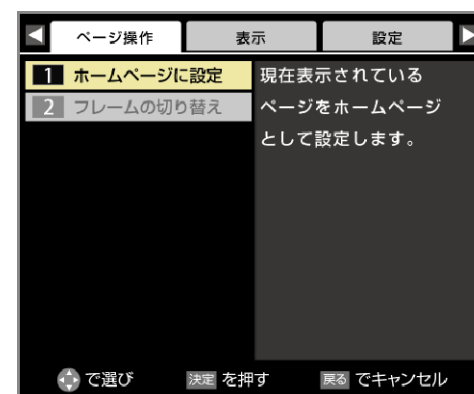 ページ操作 表示 設定
1 ホームページに設定
2 フレームの切り替え
現在表示されている
ページをホームページ
として設定します。
で選び 決定 を押す 戻る でキャンセル